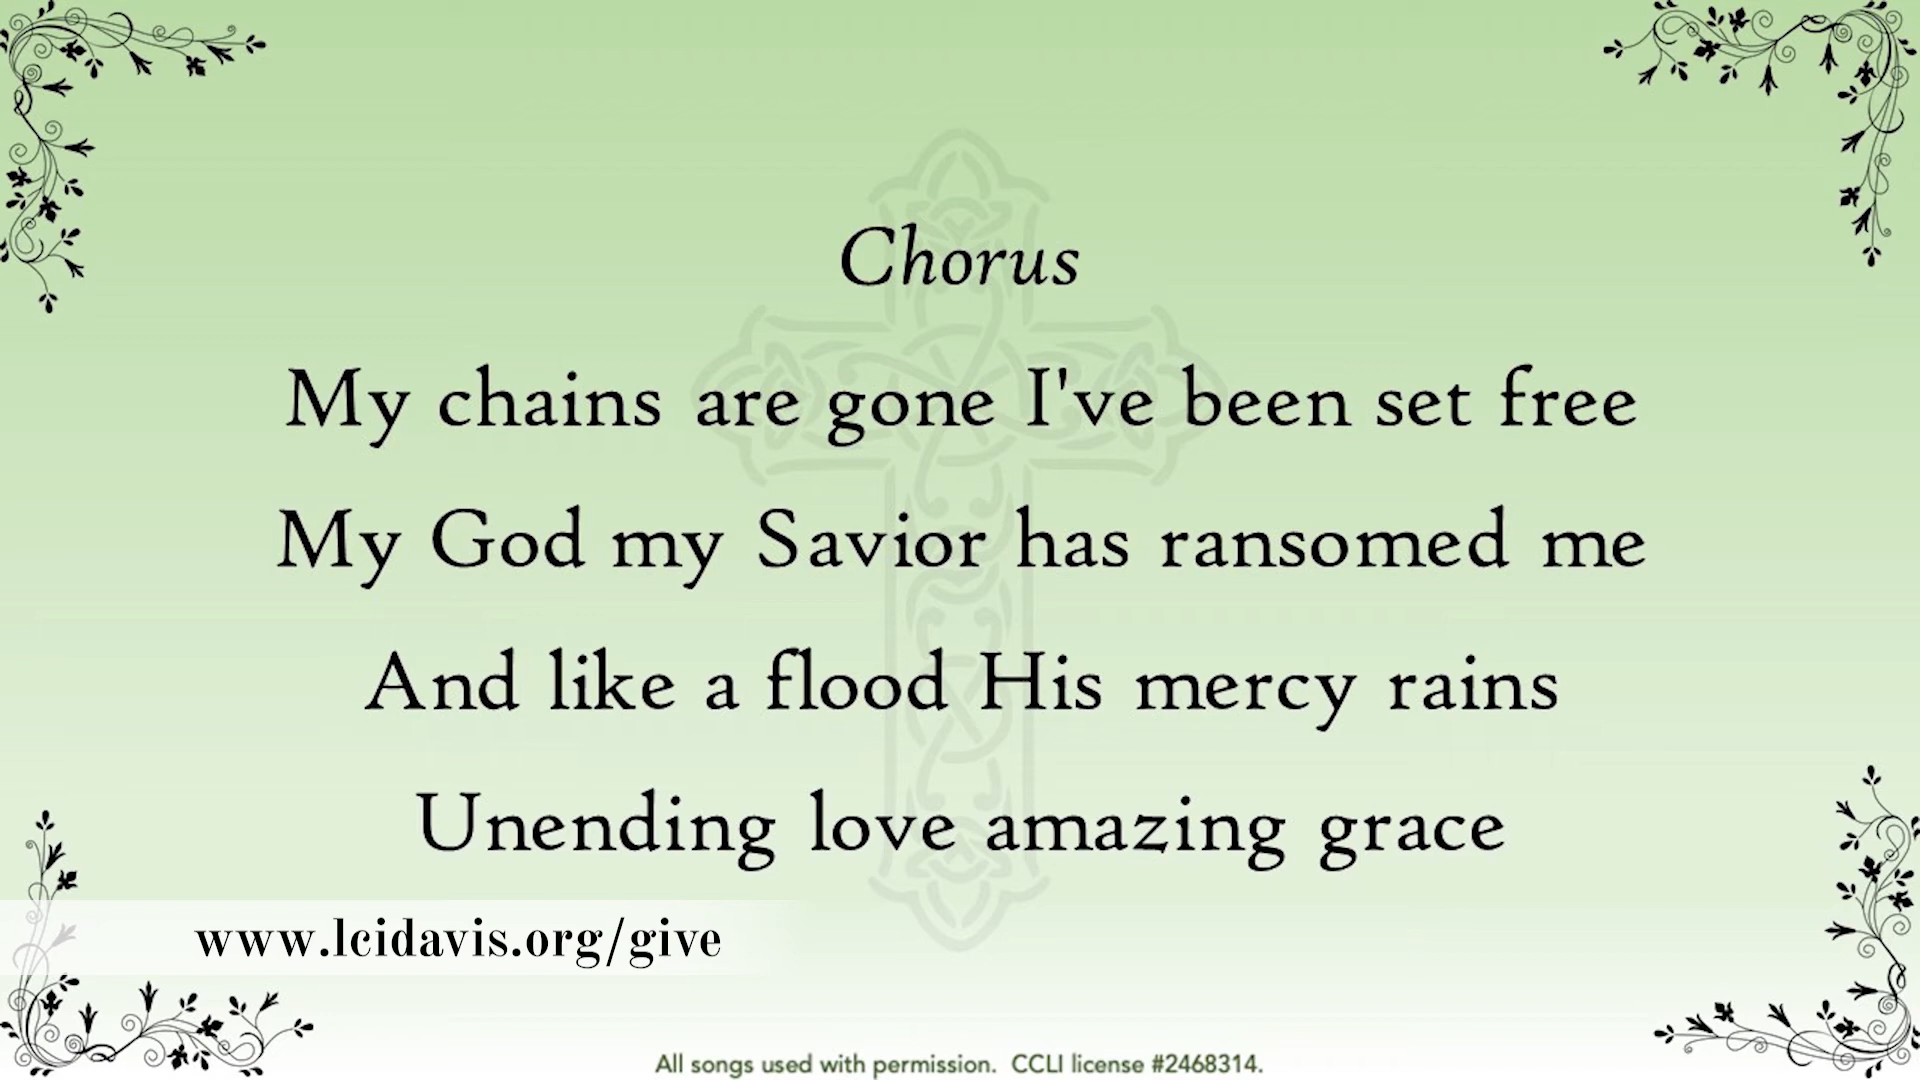 Chorus
My chains are gone I've been set free
My God my Savior has ransomed me
And like a flood His mercy rains
Unending love amazing grace
www.lcidavis.org/give
All songs used with permission.  CCLI license #2468314.